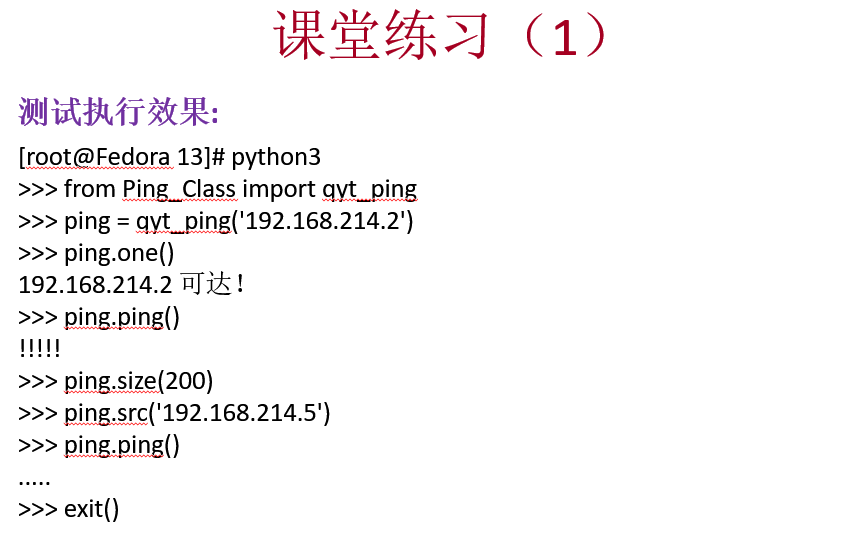 课堂练习（1）
测试执行效果:
[root@Fedora 13]# python3
>>> from Ping_Class import qyt_ping
>>> ping = qyt_ping('192.168.214.2')
>>> ping.one()
192.168.214.2 可达！
>>> ping.ping()
!!!!!
>>> ping.size(200)
>>> ping.src('192.168.214.5')
>>> ping.ping()
.....
>>> exit()